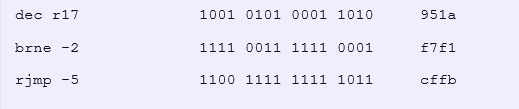 dec r17 1001 0101 0001 1010 951a
brne -2 1111 0011 1111 0001 f7f1
rjmp -5 1100 1111 1111 1011 cffb